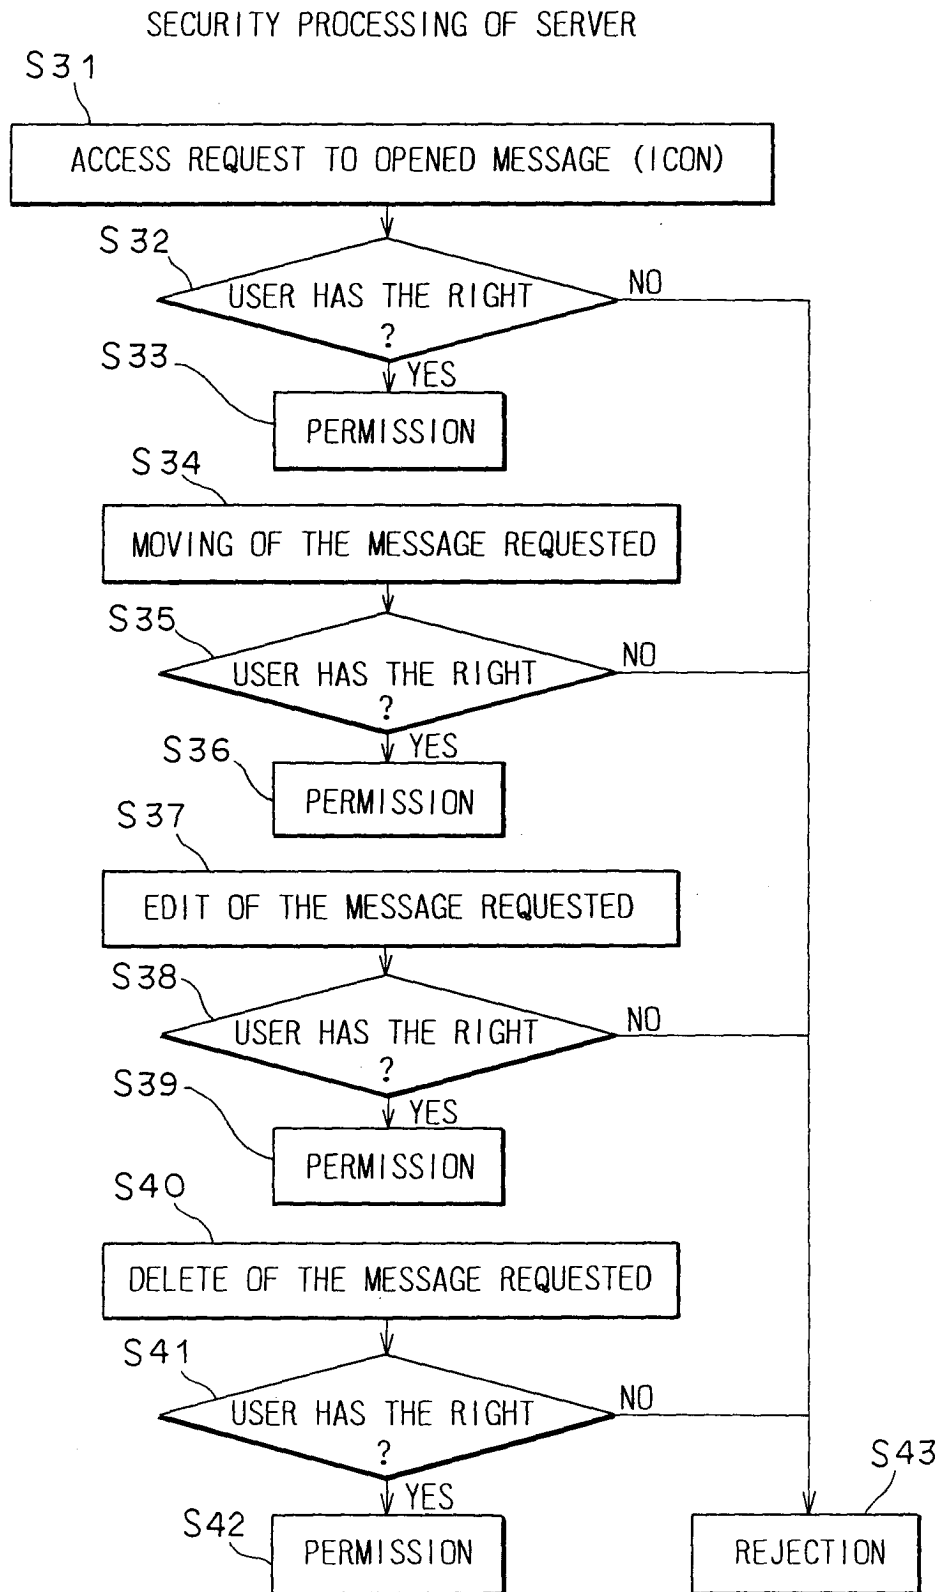 SECURITY PROCESSING OF SERVER
S31
ACCESS REQUEST TO OPENED MESSAGE (ICON)
S32
USER HAS THE RIGHT
?
NO
YES
S33
PERMISSION
S34
MOVING OF THE MESSAGE REQUESTED
S35
USER HAS THE RIGHT
?
NO
YES
S36
PERMISSION
S37
EDIT OF THE MESSAGE REQUESTED
S38
USER HAS THE RIGHT
?
NO
YES
S39
PERMISSION
S40
DELETE OF THE MESSAGE REQUESTED
S41
USER HAS THE RIGHT
?
NO
YES
S42
PERMISSION
S43
REJECTION